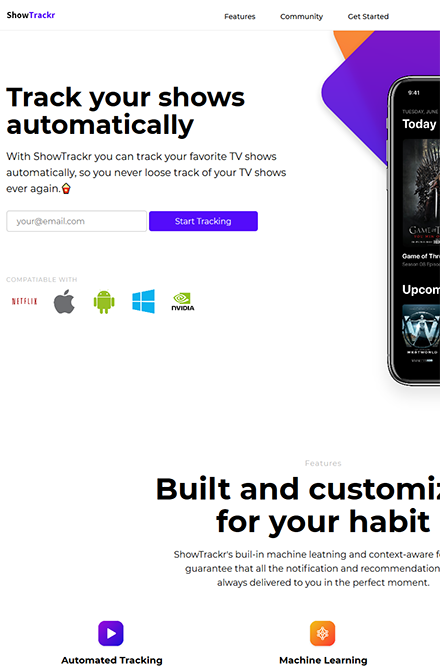 ShowTrackr
Features
Community
Get Started
Track your shows
automatically
With ShowTrackr you can track your favorite TV shows
automatically, so you never loose track of your TV shows
ever again.
your@email.com
Start Tracking
COMPATIABLE WITH
NETFLIX
NVIDIA
9:41
TUESDAY, JUNE
Today
GAME OF
Game of Thr
Season 08 Episod
Upcom
WESTWORLD
Features
Built and customiz
for your habit
ShowTrackr's buil-in machine leatning and context-aware f
guarantee that all the notification and recommendation
always delivered to you in the perfect moment.
Automated Tracking
Machine Learning